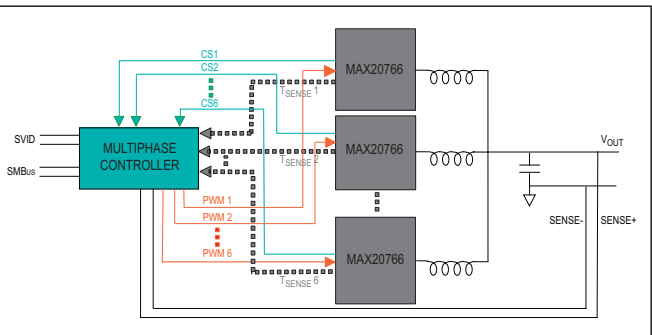 CS1
CS2
CS6
TSENSE 1
MAX20766
SVID
SMBUS
MULTIPHASE
CONTROLLER
TSENSE 2
MAX20766
VOUT
PWM 1
PWM 2
PWM 6
TSENSE 6
MAX20766
SENSE-
SENSE+